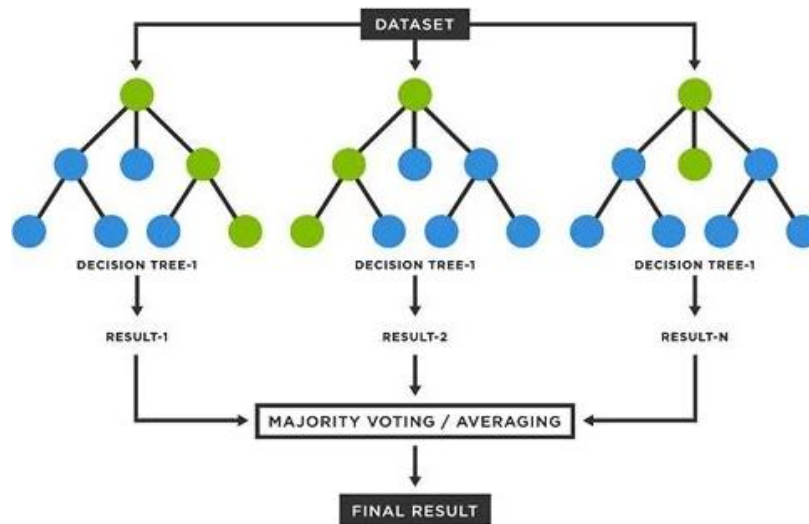 DATASET
DECISION TREE-1
DECISION TREE-1
DECISION TREE-1
RESULT-1
RESULT-2
RESULT-N
MAJORITY VOTING / AVERAGING
FINAL RESULT